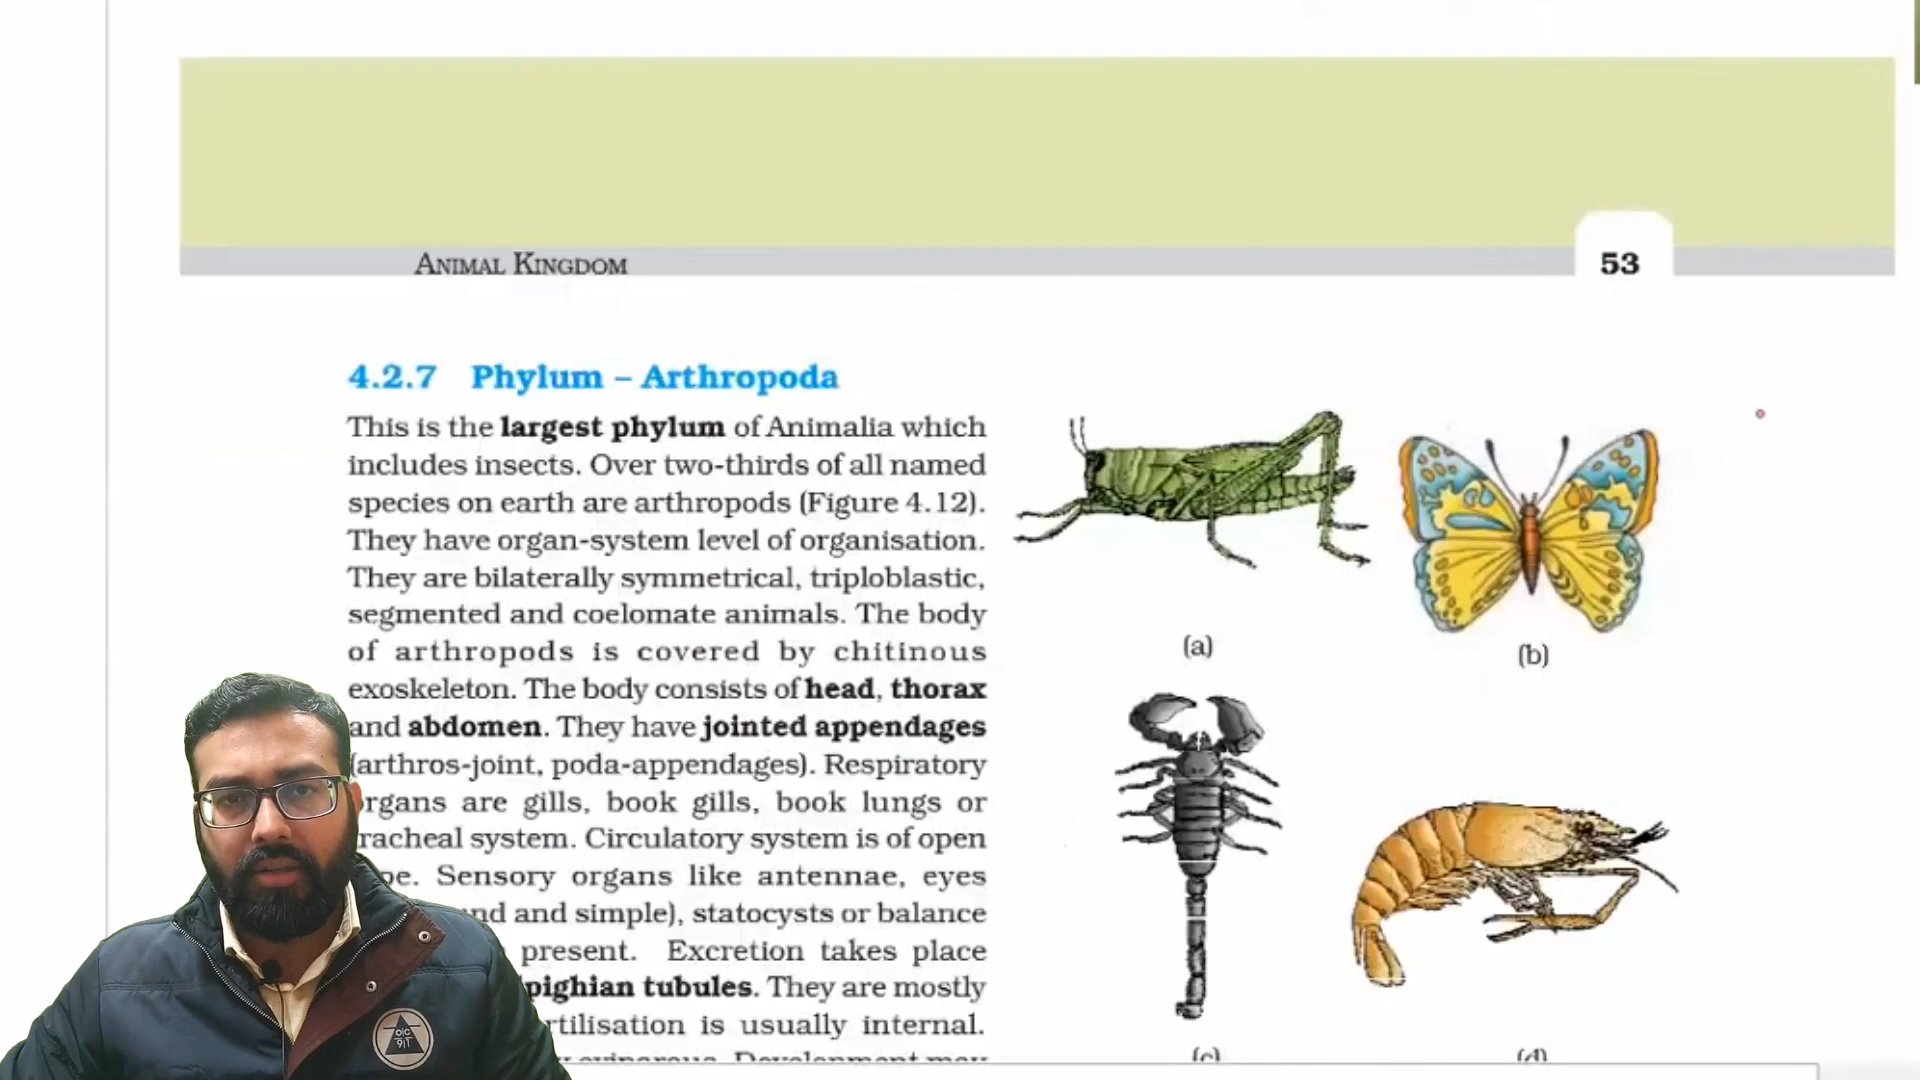 ANIMAL KINGDOM
53
4.2.7 Phylum – Arthropoda
This is the largest phylum of Animalia which
includes insects. Over two-thirds of all named
species on earth are arthropods (Figure 4.12).
They have organ-system level of organisation.
They are bilaterally symmetrical, triploblastic,
segmented and coelomate animals. The body
of arthropods is covered by chitinous
exoskeleton. The body consists of head, thorax
and abdomen. They have jointed appendages
(arthros-joint, poda-appendages). Respiratory
rgans are gills, book gills, book lungs or
racheal system. Circulatory system is of open
pe. Sensory organs like antennae, eyes
nd and simple), statocysts or balance
present. Excretion takes place
pighian tubules. They are mostly
rtilisation is usually internal.
oviparous. Development may
(a)
(b)
(c)
(d)